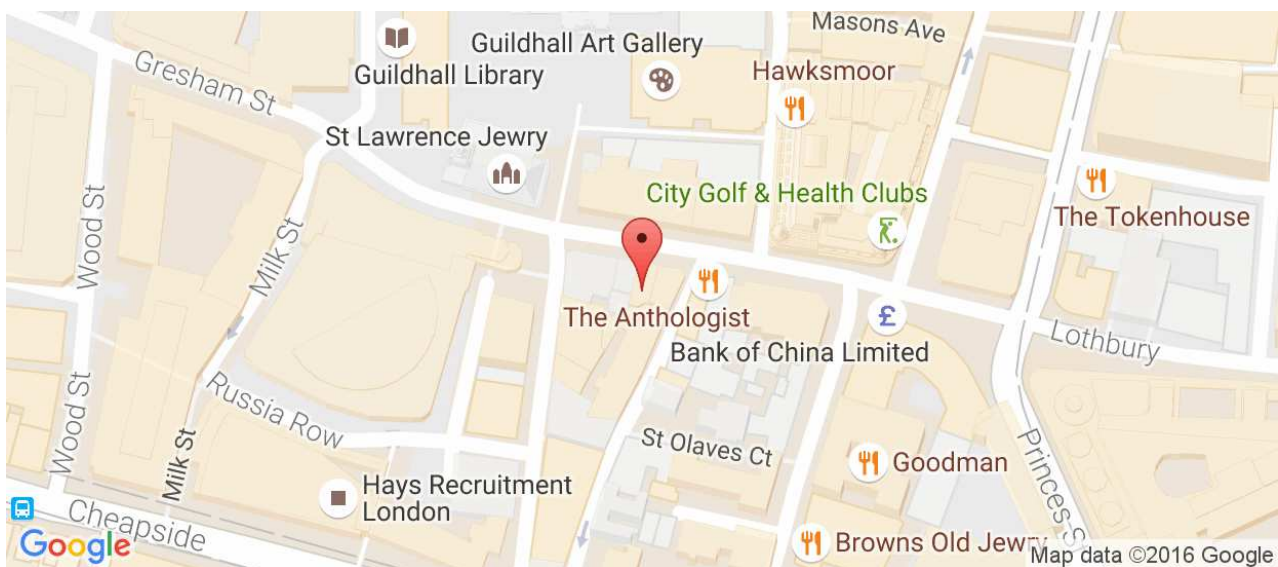 Masons Ave
Guildhall Art Gallery
Guildhall Library
Gresham St
Hawksmoor
St Lawrence Jewry
City Golf & Health Clubs
The Tokenhouse
Wood St
Milk St
The Anthologist
Bank of China Limited
£
Lothbury
Russia Row
Wood St
Milk St
St Olaves Ct
Goodman
Princes S
Hays Recruitment
London
Cheapside
Browns Old Jewry
Google
Map data ©2016 Google